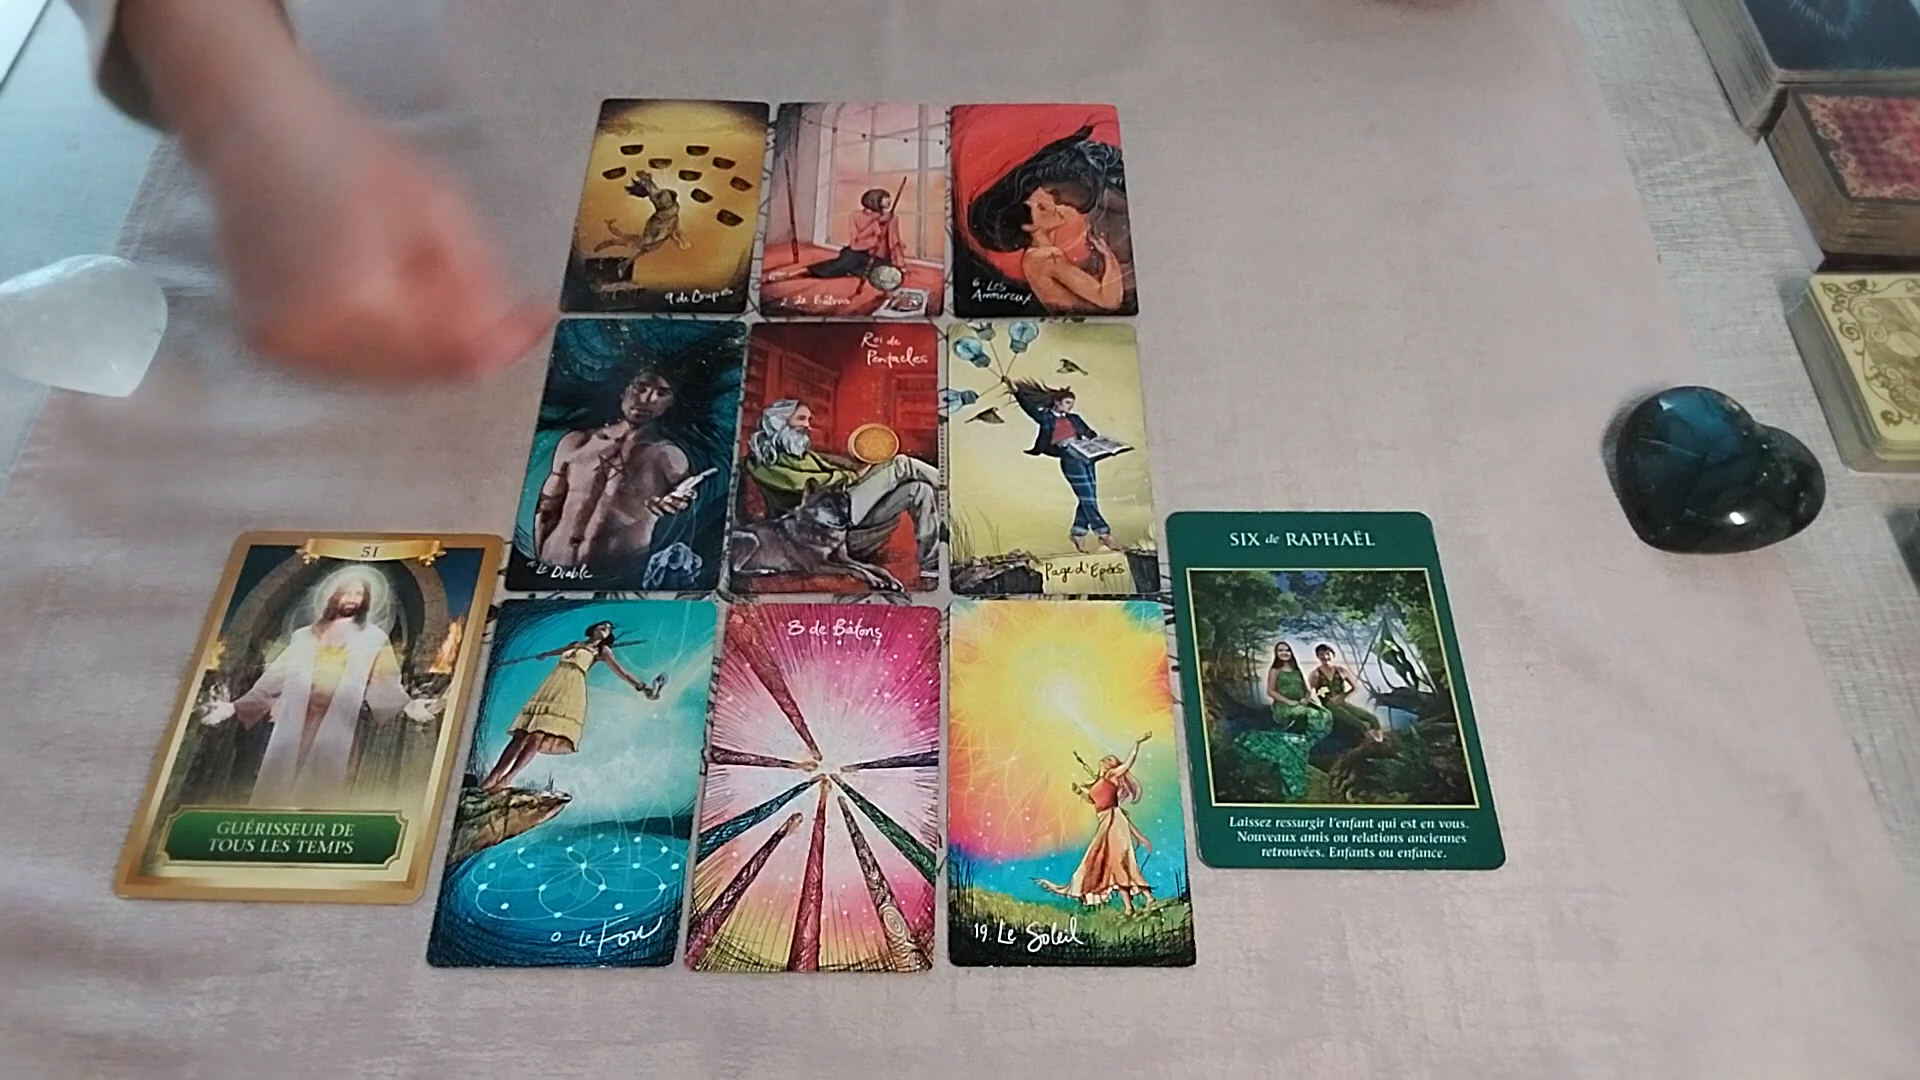 9 de Coupes
2 de Bâtons
6. Les
Amoureux
Le Diable
Roi de
Pentacles
Page d'Epées
51
GUÉRISSEUR DE
TOUS LES TEMPS
0 Le Fou
8 de Bâtons
19. Le Soleil
SIX de RAPHAËL
Laissez ressurgir l'enfant qui est en vous.
Nouveaux amis ou relations anciennes
retrouvées. Enfants ou enfance.